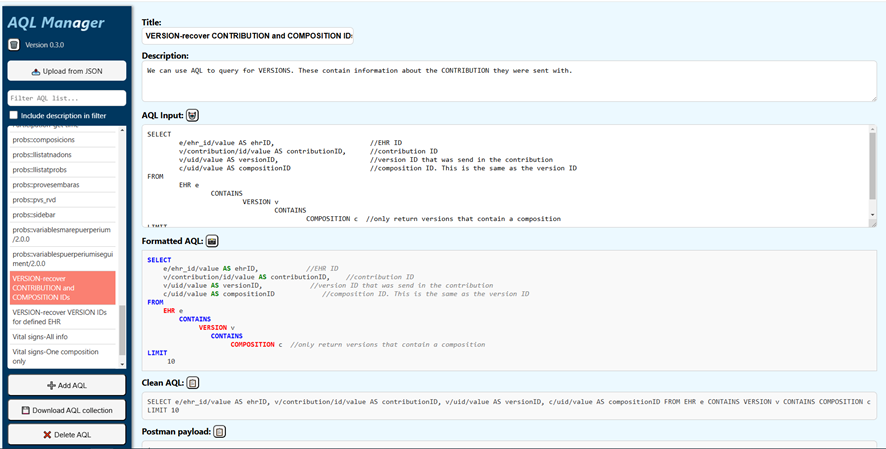 AQL Manager
Version 0.3.0
Upload from JSON
Filter AQL list...
Include description in filter
probs::composicions
probs::llistatnadons
probs::llistatprobs
probs::provesembaras
probs::pvs_rvd
probs::sidebar
probs::variablesmarepuerperium
/2.0.0
probs::variablespuerperiumsegui
ment/2.0.0
VERSION-recover
CONTRIBUTION and
COMPOSITION IDs
VERSION-recover VERSION IDs
for defined EHR
Vital signs-All info
Vital signs-One composition
only
Add AQL
Download AQL collection
Delete AQL
Title:
VERSION-recover CONTRIBUTION and COMPOSITION IDs
Description:
We can use AQL to query for VERSIONS. These contain information about the CONTRIBUTION they were sent with.
AQL Input:
SELECT
e/ehr_id/value AS ehrID, //EHR ID
v/contribution/id/value AS contributionID, //contribution ID
v/uid/value AS versionID, //version ID that was send in the contribution
c/uid/value AS compositionID //composition ID. This is the same as the version ID
FROM
EHR e
CONTAINS
VERSION v
CONTAINS
COMPOSITION c //only return versions that contain a composition
LIMIT
Formatted AQL:
SELECT
e/ehr_id/value AS ehrID, //EHR ID
v/contribution/id/value AS contributionID, //contribution ID
v/uid/value AS versionID, //version ID that was send in the contribution
c/uid/value AS compositionID //composition ID. This is the same as the version ID
FROM
EHR e
CONTAINS
VERSION v
CONTAINS
COMPOSITION c //only return versions that contain a composition
LIMIT
10
Clean AQL:
SELECT e/ehr_id/value AS ehrID, v/contribution/id/value AS contributionID, v/uid/value AS versionID, c/uid/value AS compositionID FROM EHR e CONTAINS VERSION v CONTAINS COMPOSITION c
LIMIT 10
Postman payload: